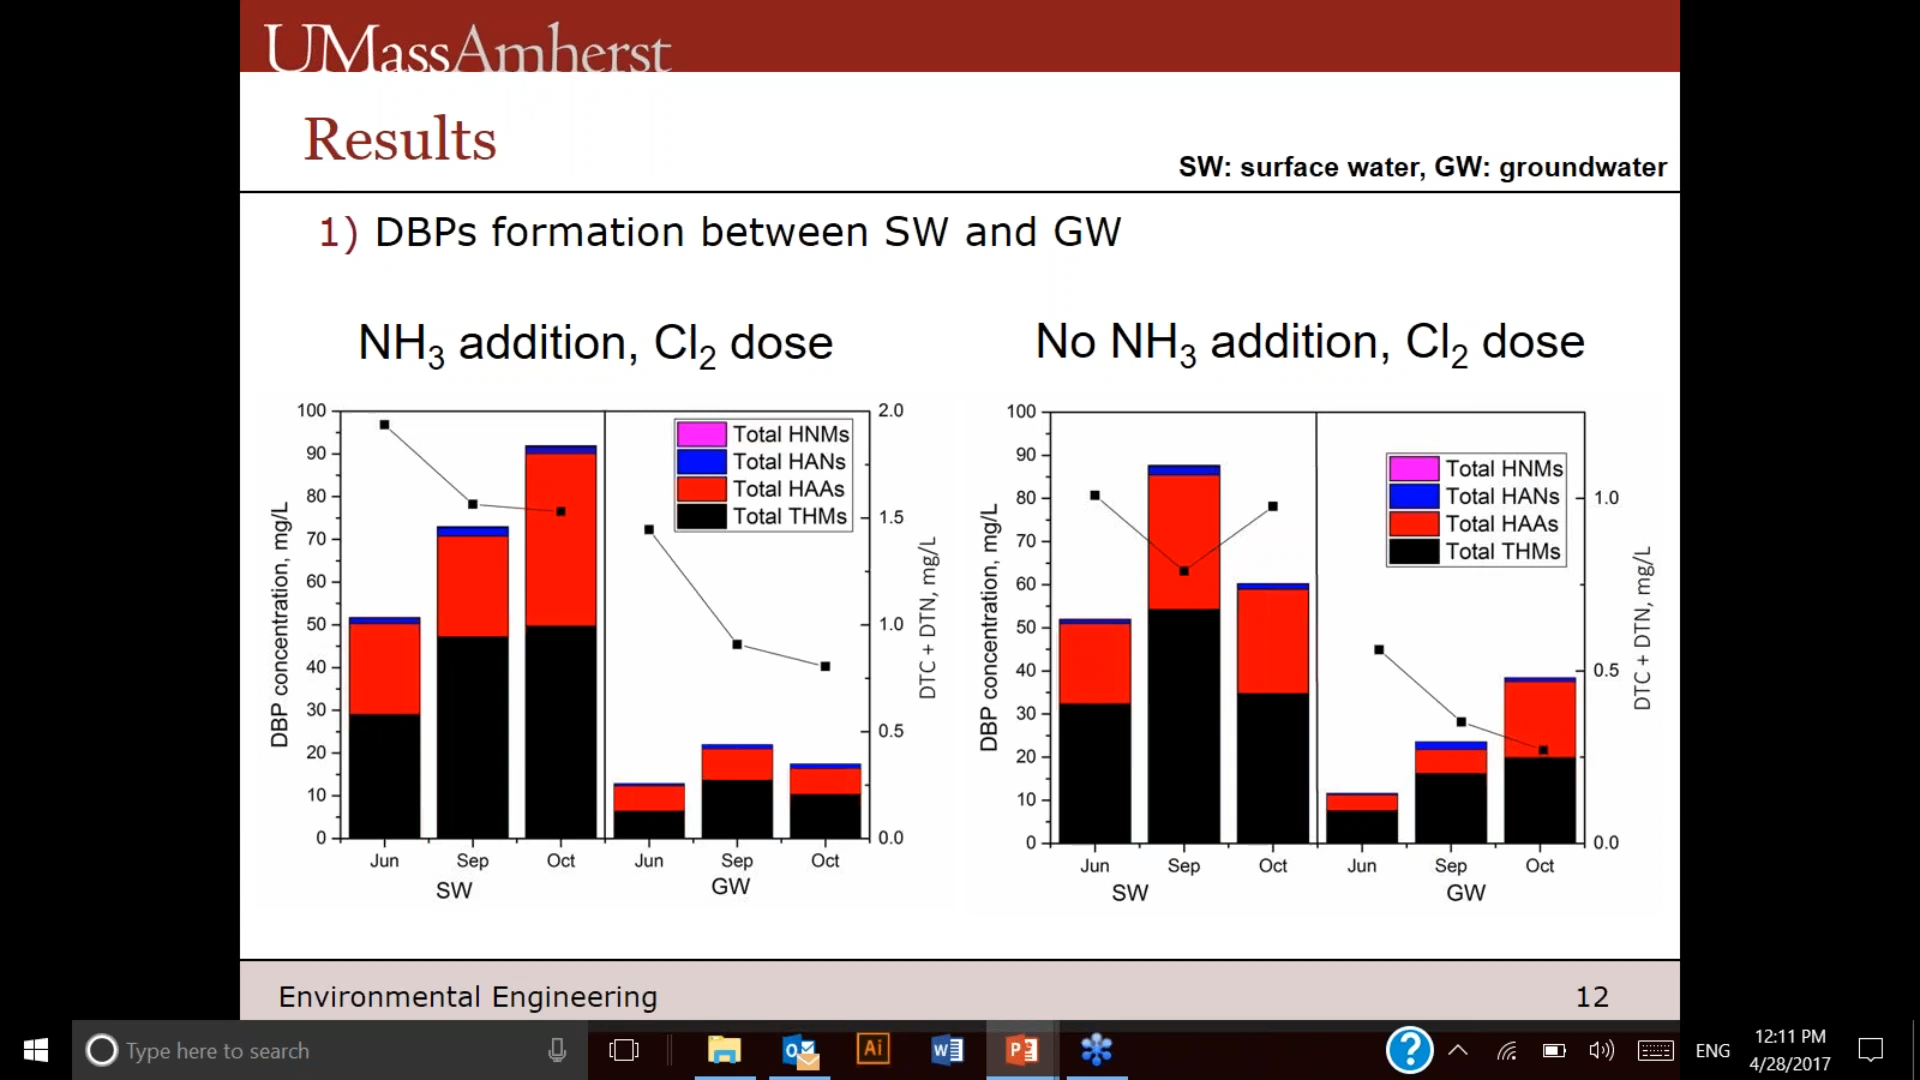 UMassAmherst
Results
SW: surface water, GW: groundwater
1) DBPs formation between SW and GW
NH3 addition, Cl2 dose
100
90
80
70
60
50
40
30
20
10
0
DBP concentration, mg/L
Total HNMs
Total HANs
Total HAAs
Total THMs
2.0
1.5
1.0
0.5
0.0
DTC + DTN, mg/L
Jun Sep Oct Jun Sep Oct
SW GW
No NH3 addition, Cl2 dose
100
90
80
70
60
50
40
30
20
10
0
DBP concentration, mg/L
Total HNMs
Total HANs
Total HAAs
Total THMs
1.0
0.5
0.0
DTC + DTN, mg/L
Jun Sep Oct Jun Sep Oct
SW GW
Environmental Engineering 12
Type here to search
Ai
ENG
12:11 PM
4/28/2017